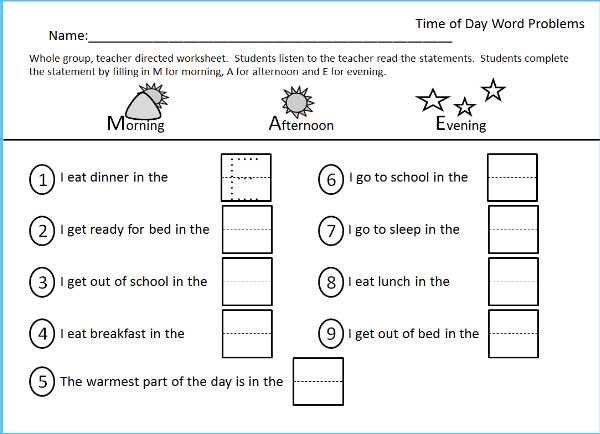 Time of Day Word Problems
Name:___________________________________________
Whole group, teacher directed worksheet. Students listen to the teacher read the statements. Students complete
the statement by filling in M for morning, A for afternoon and E for evening.
Morning Afternoon Evening
1 I eat dinner in the E
6 I go to school in the
2 I get ready for bed in the
7 I go to sleep in the
3 I get out of school in the
8 I eat lunch in the
4 I eat breakfast in the
9 I get out of bed in the
5 The warmest part of the day is in the